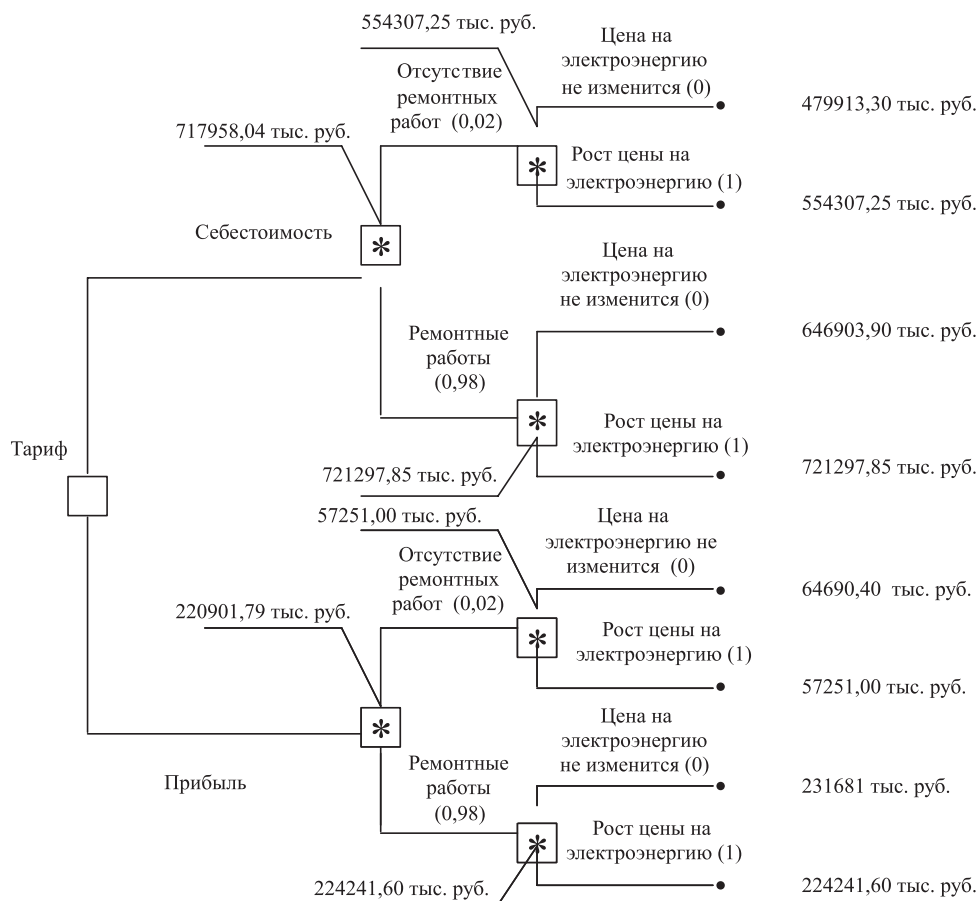 554307,25 тыс. руб.
Цена на
электроэнергию
не изменится (0)
479913,30 тыс. руб.
Отсутствие
ремонтных
работ (0,02)
717958,04 тыс. руб.
*
Рост цены на
электроэнергию (1)
554307,25 тыс. руб.
Себестоимость
*
Цена на
электроэнергию
не изменится (0)
646903,90 тыс. руб.
Ремонтные
работы
(0,98)
*
Рост цены на
электроэнергию (1)
721297,85 тыс. руб.
Тариф
721297,85 тыс. руб.
57251,00 тыс. руб.
Цена на
электроэнергию не
изменится (0)
64690,40 тыс. руб.
Отсутствие
ремонтных
работ (0,02)
220901,79 тыс. руб.
*
Рост цены на
электроэнергию (1)
57251,00 тыс. руб.
*
Цена на
электроэнергию
не изменится (0)
231681 тыс. руб.
Прибыль
Ремонтные
работы
(0,98)
*
Рост цены на
электроэнергию (1)
224241,60 тыс. руб.
224241,60 тыс. руб.